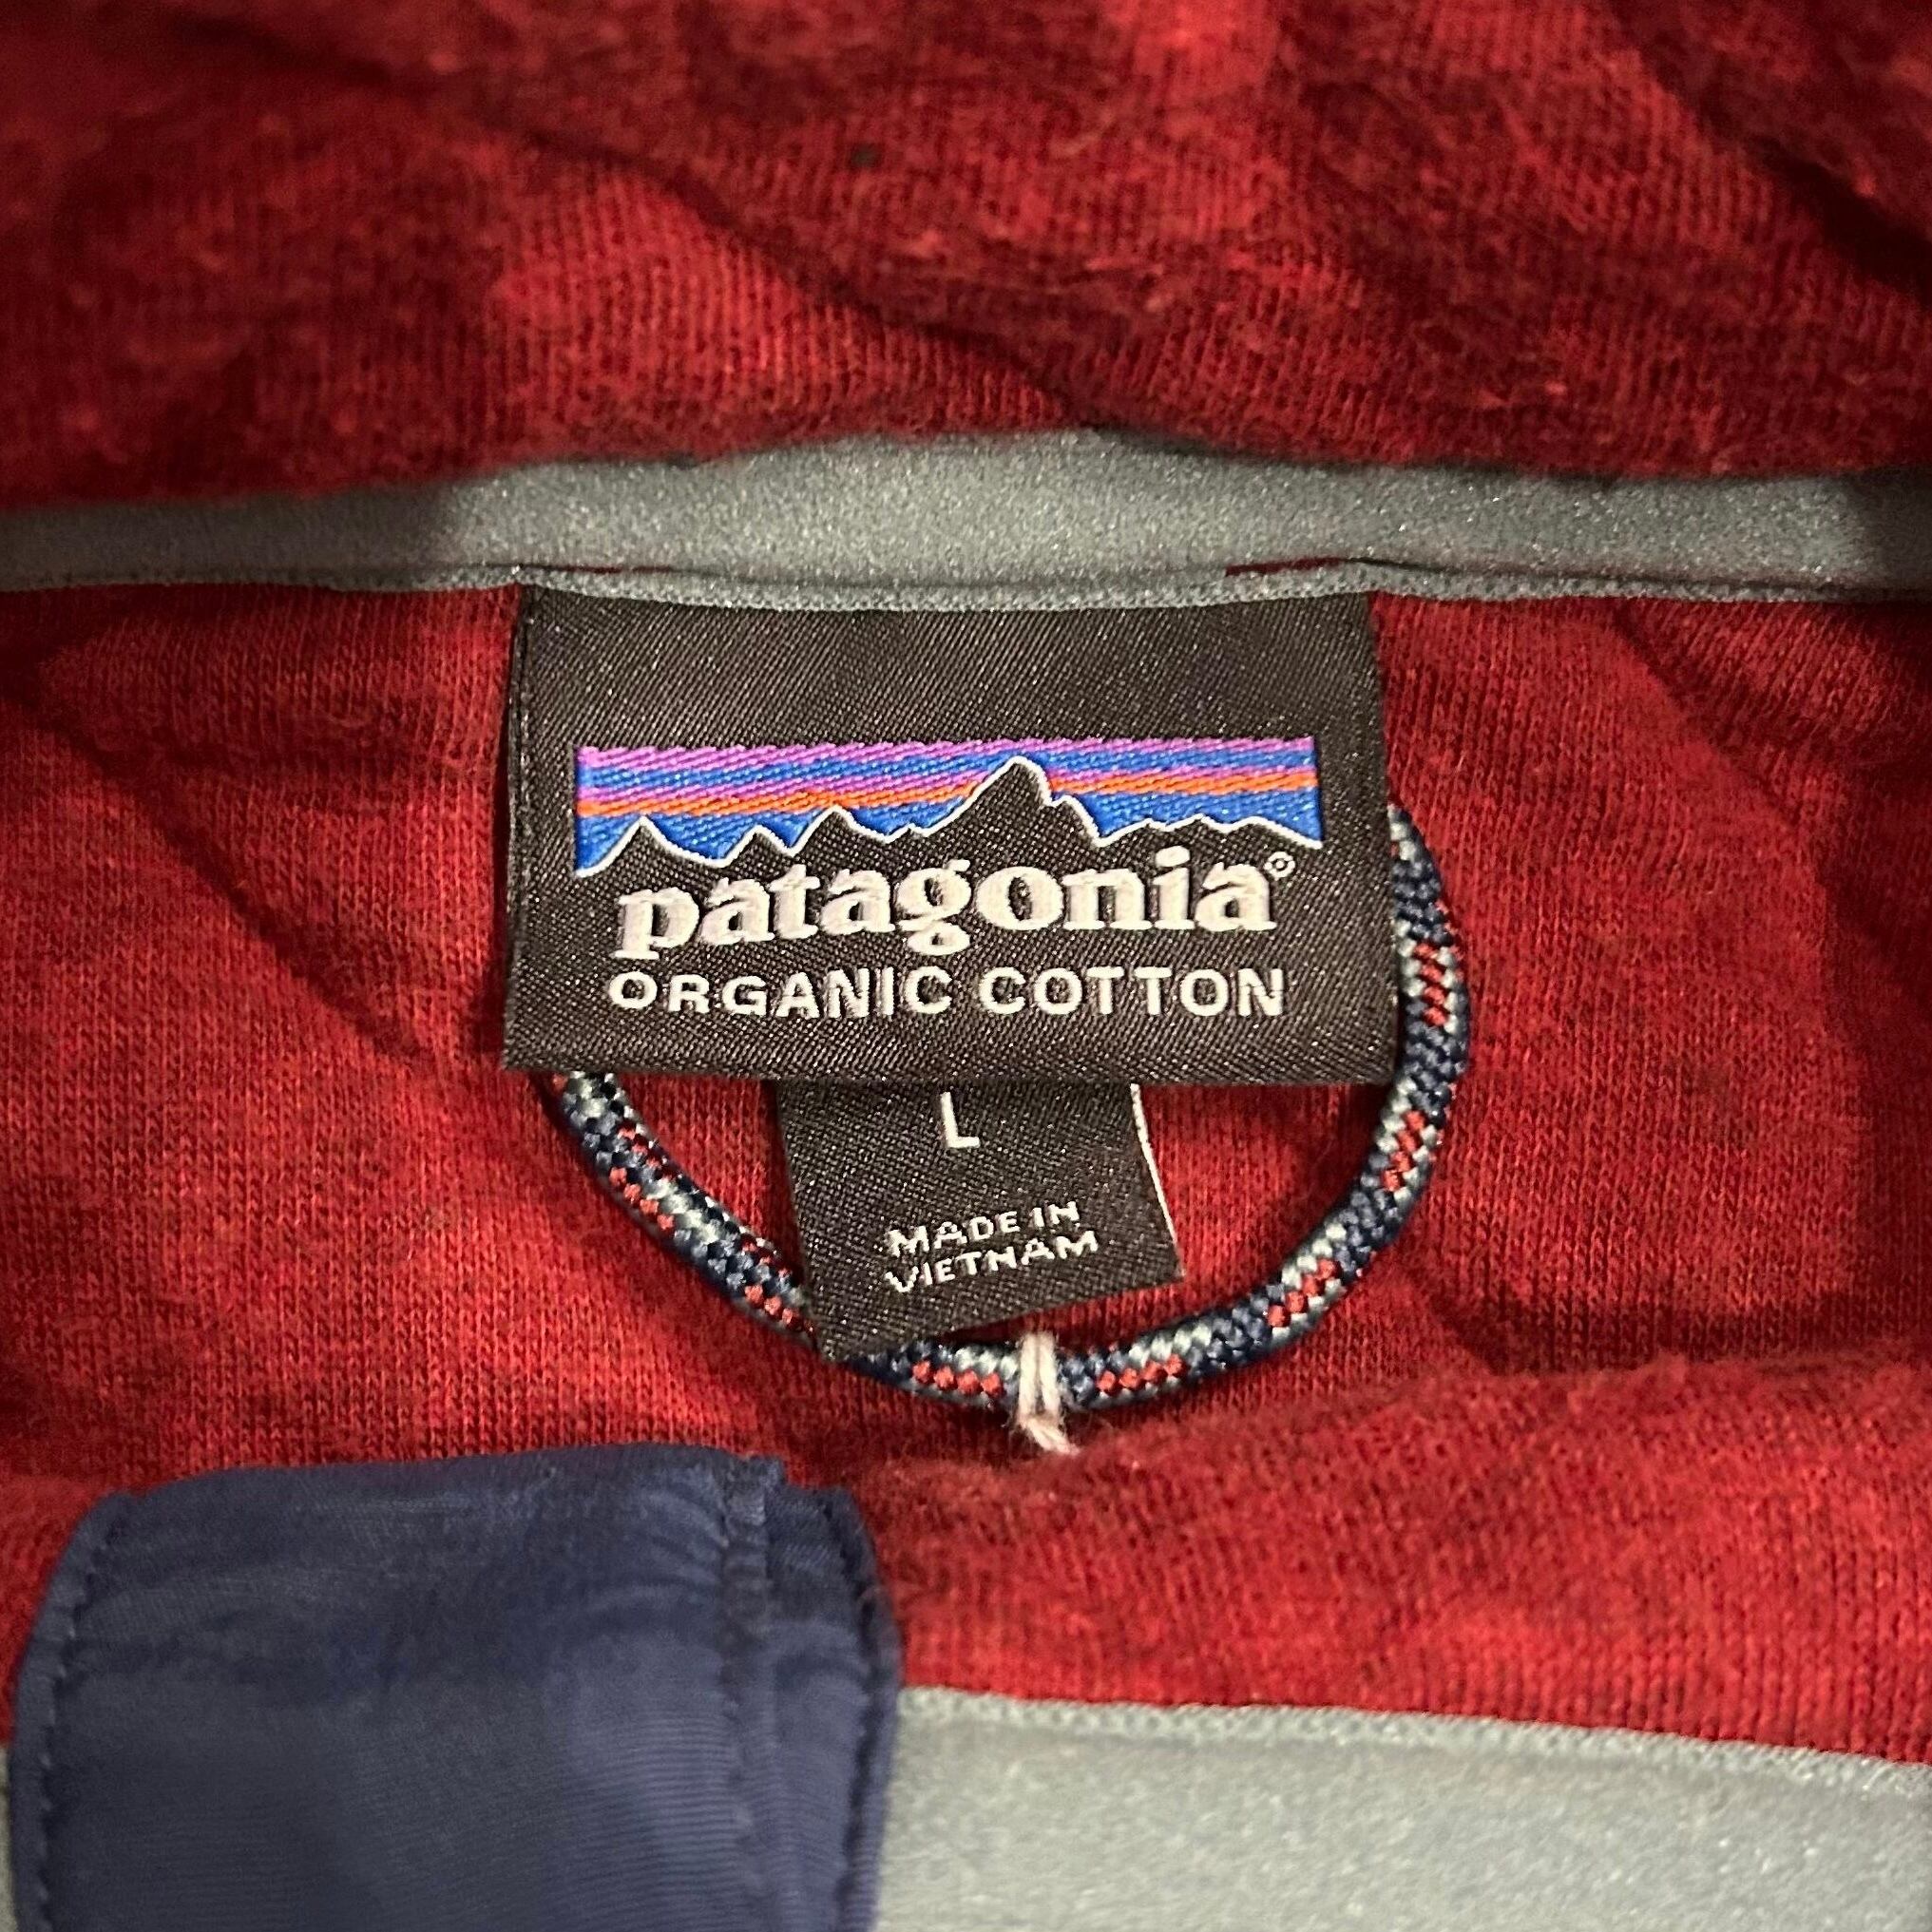 patagonia®
ORGANIC COTTON
L
MADE IN
VIETNAM